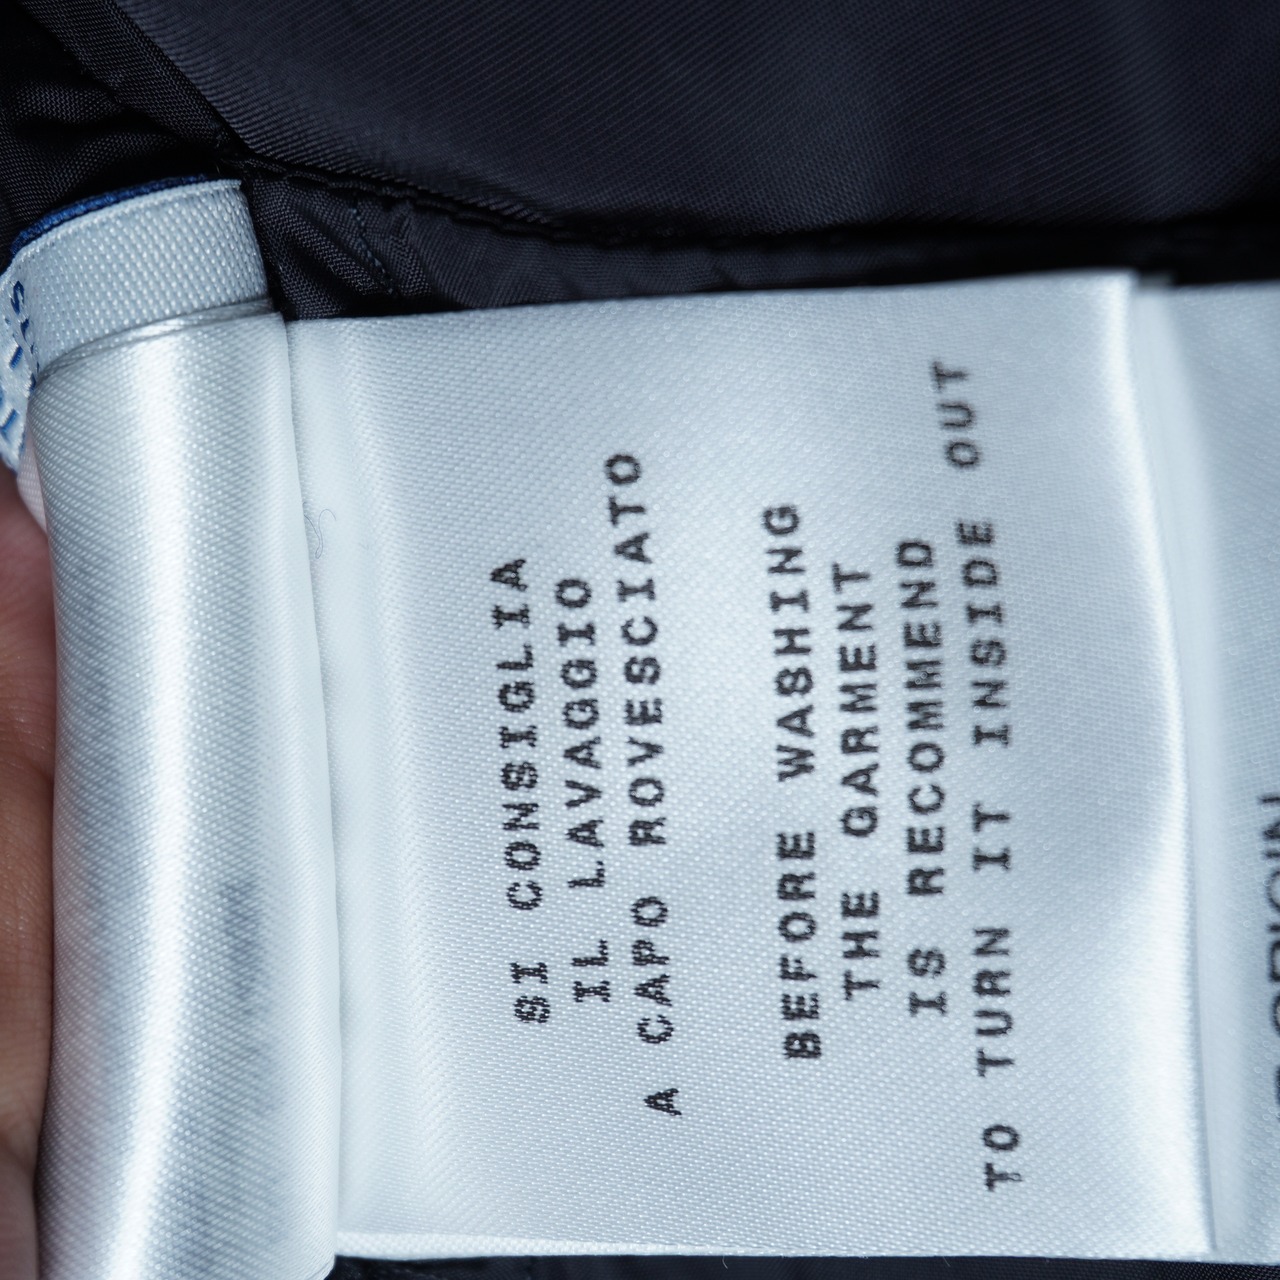 SI CONSIGLIA
IL LAVAGGIO
A CAPO ROVESCIATO
BEFORE WASHING
THE GARMENT
IS RECOMMEND
TO TURN IT INSIDE OUT